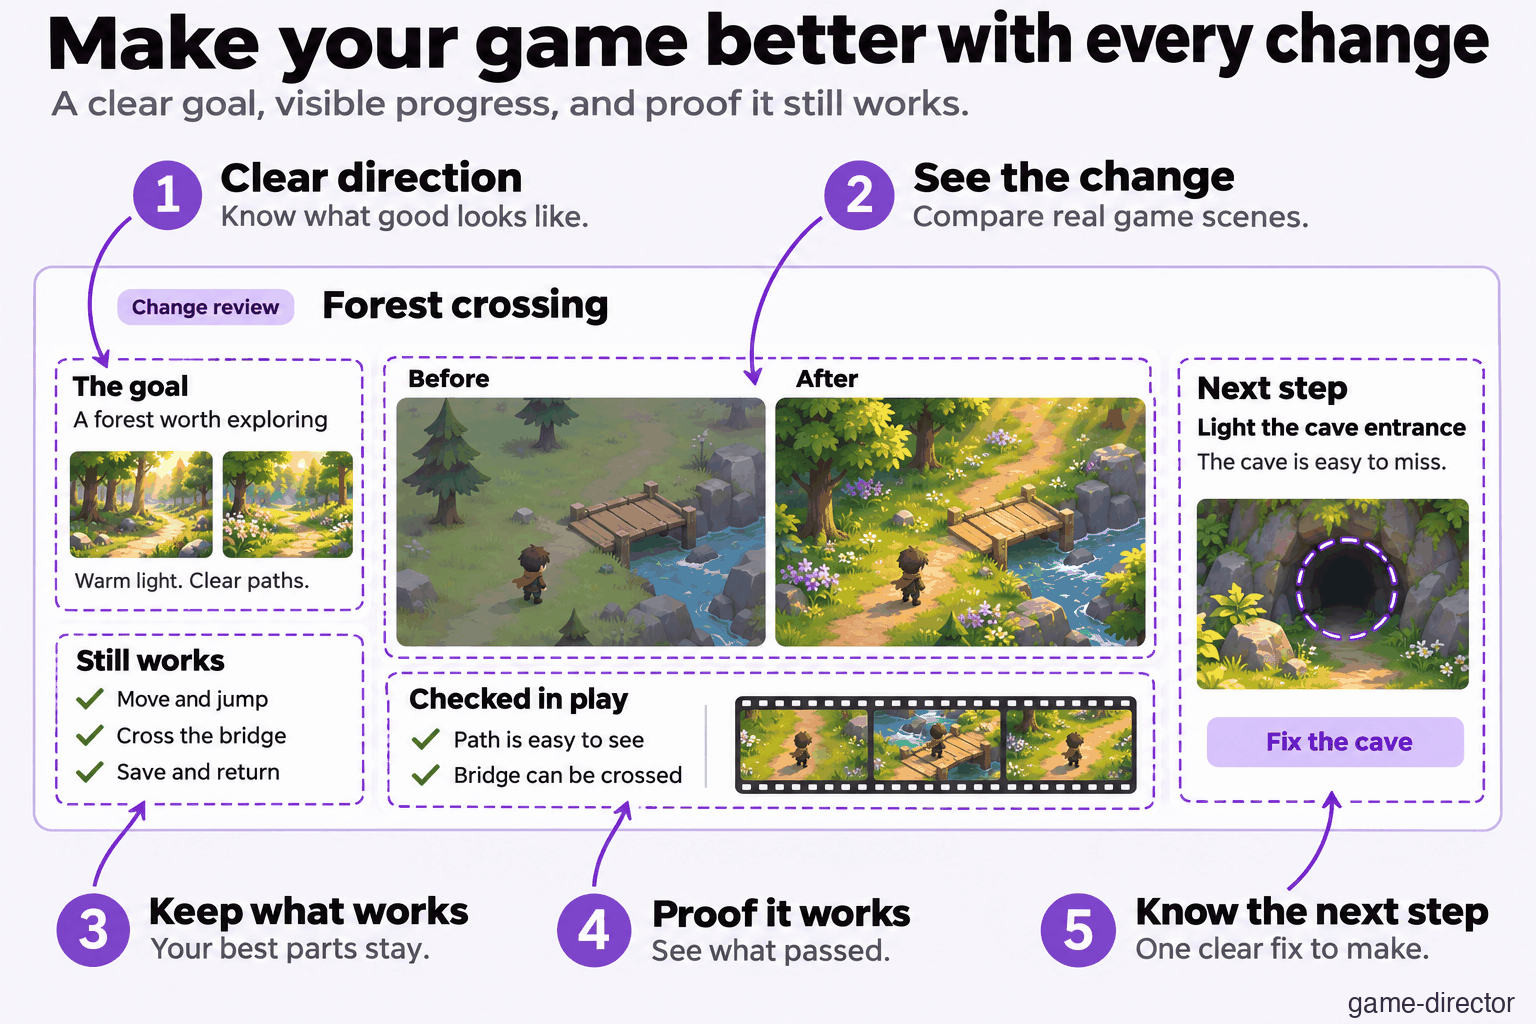 Make your game better with every change
A clear goal, visible progress, and proof it still works.
1
Clear direction
Know what good looks like.
2
See the change
Compare real game scenes.
Change review
Forest crossing
The goal
A forest worth exploring
Warm light. Clear paths.
Before
After
Next step
Light the cave entrance
The cave is easy to miss.
Fix the cave
Still works
Move and jump
Cross the bridge
Save and return
Checked in play
Path is easy to see
Bridge can be crossed
3
Keep what works
Your best parts stay.
4
Proof it works
See what passed.
5
Know the next step
One clear fix to make.
game-director